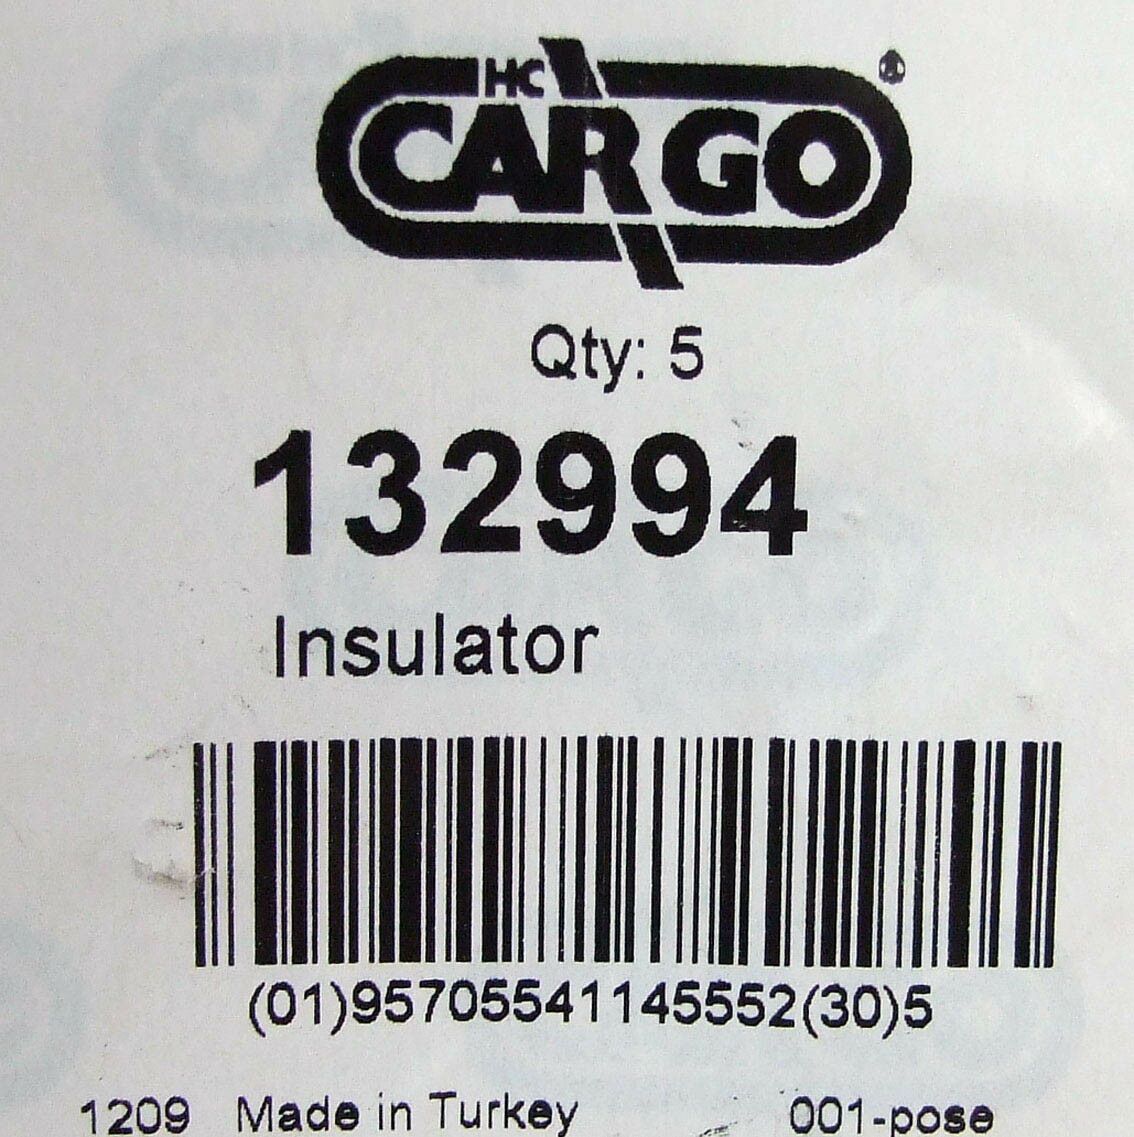 HC
CARGO®
Qty: 5
132994
Insulator
(01)95705541145552(30)5
1209 Made in Turkey 001-pose